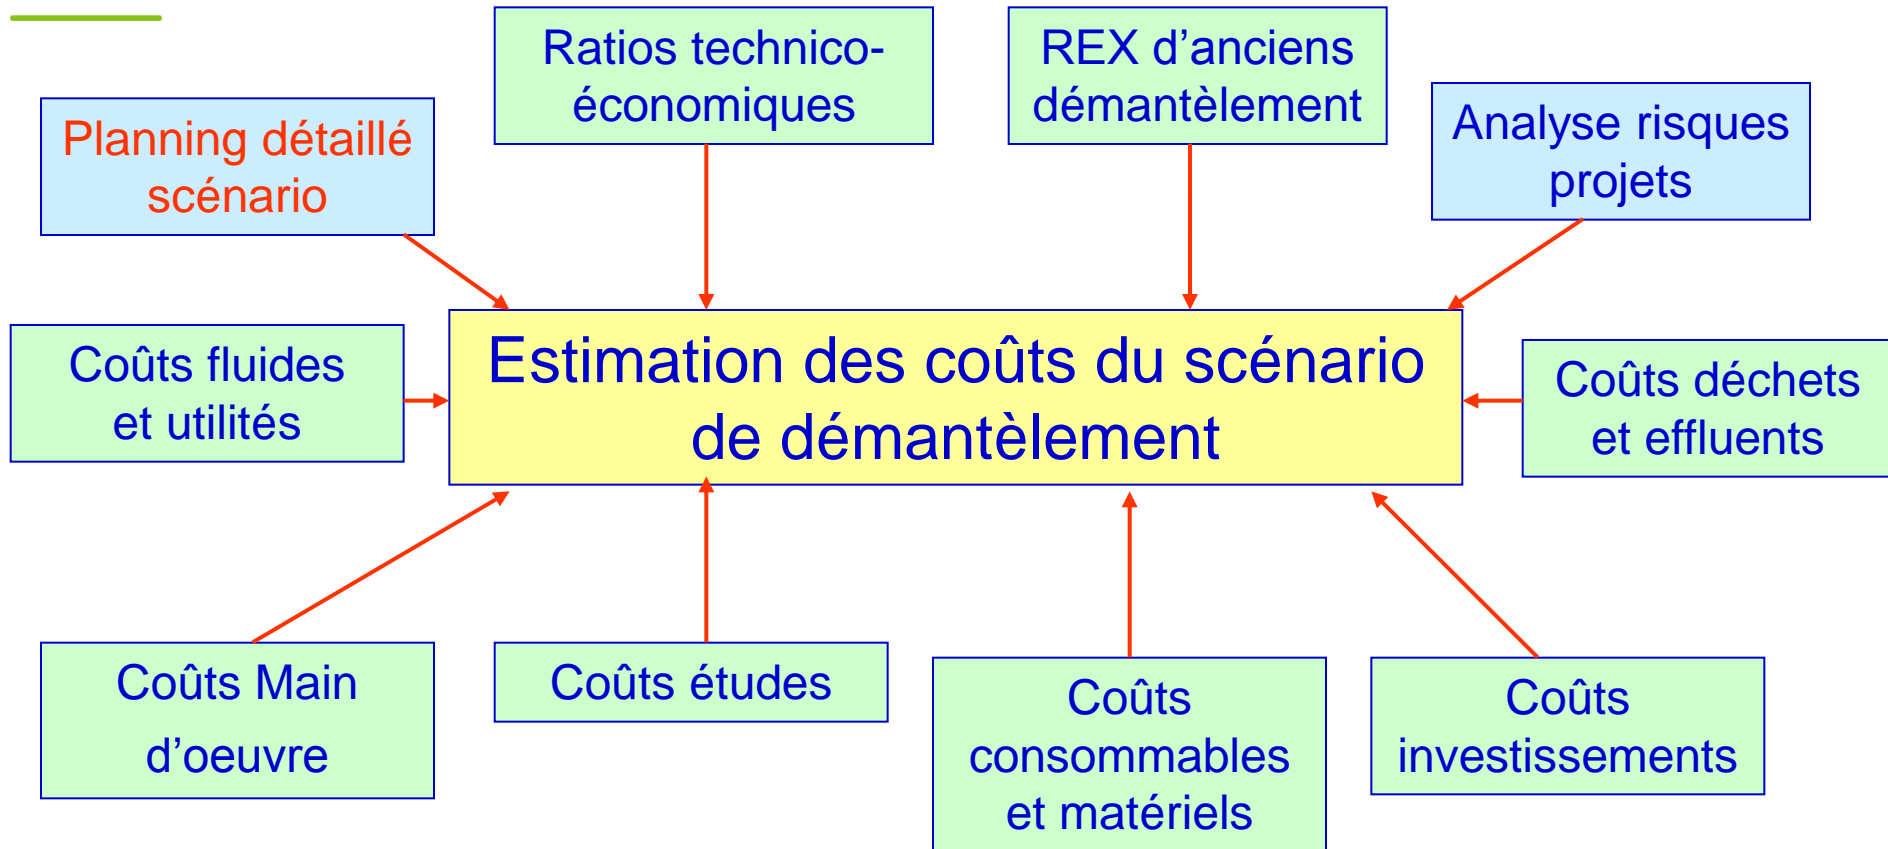 Ratios technico-
économiques
REX d’anciens
démantèlement
Planning détaillé
scénario
Analyse risques
projets
Coûts fluides
et utilités
Estimation des coûts du scénario
de démantèlement
Coûts déchets
et effluents
Coûts Main
d’oeuvre
Coûts études
Coûts
consommables
et matériels
Coûts
investissements